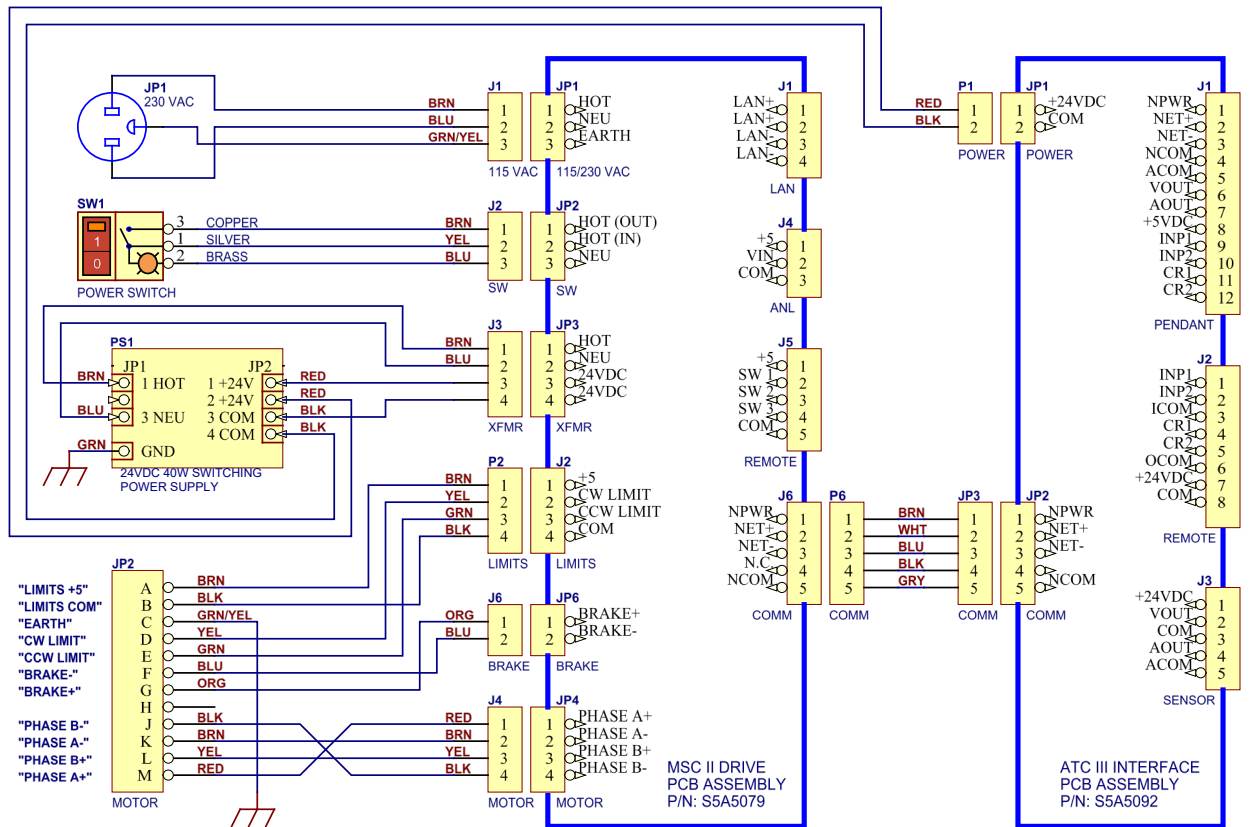 JP1
230 VAC
BRN
BLU
GRN/YEL
J1
1
2
3
115 VAC
JP1
1
2
3
HOT
NEU
EARTH
115/230 VAC
SW1
1
0
POWER SWITCH
3 COPPER
1 SILVER
2 BRASS
BRN
YEL
BLU
J2
1
2
3
SW
JP2
1
2
3
HOT (OUT)
HOT (IN)
NEU
SW
PS1
JP1
JP2
BRN
1 HOT
BLU
3 NEU
GRN
GND
1 +24V
2 +24V
3 COM
4 COM
RED
RED
BLK
BLK
24VDC 40W SWITCHING
POWER SUPPLY
BRN
BLU
J3
1
2
3
4
XFMR
JP3
1
2
3
4
HOT
NEU
24VDC
24VDC
XFMR
BRN
YEL
GRN
BLK
P2
1
2
3
4
LIMITS
J2
1
2
3
4
+5
CW LIMIT
CCW LIMIT
COM
LIMITS
JP2
"LIMITS +5"
"LIMITS COM"
"EARTH"
"CW LIMIT"
"CCW LIMIT"
"BRAKE-"
"BRAKE+"
"PHASE B-"
"PHASE A-"
"PHASE B+"
"PHASE A+"
A
B
C
D
E
F
G
H
J
K
L
M
MOTOR
BRN
BLK
GRN/YEL
YEL
GRN
BLU
ORG
BLK
BRN
YEL
RED
ORG
BLU
J6
1
2
BRAKE
JP6
1
2
BRAKE+
BRAKE-
BRAKE
RED
BRN
YEL
BLK
J4
1
2
3
4
MOTOR
JP4
1
2
3
4
PHASE A+
PHASE A-
PHASE B+
PHASE B-
MOTOR
MSC II DRIVE
PCB ASSEMBLY
P/N: S5A5079
J1
LAN+
LAN+
LAN-
LAN-
1
2
3
4
LAN
J4
+5
VIN
COM
1
2
3
ANL
J5
+5
SW 1
SW 2
SW 3
COM
1
2
3
4
5
REMOTE
J6
NPWR
NET+
NET-
N.C.
NCOM
1
2
3
4
5
COMM
P6
1
2
3
4
5
COMM
BRN
WHT
BLU
BLK
GRY
JP3
1
2
3
4
5
COMM
JP2
1
2
3
4
5
NPWR
NET+
NET-
NCOM
COMM
RED
BLK
P1
1
2
POWER
JP1
1
2
+24VDC
COM
POWER
J1
NPWR
NET+
NET-
NCOM
ACOM
VOUT
AOUT
+5VDC
INP1
INP2
CR1
CR2
1
2
3
4
5
6
7
8
9
10
11
12
PENDANT
J2
INP1
INP2
ICOM
CR1
CR2
OCOM
+24VDC
COM
1
2
3
4
5
6
7
8
REMOTE
J3
+24VDC
VOUT
COM
AOUT
ACOM
1
2
3
4
5
SENSOR
ATC III INTERFACE
PCB ASSEMBLY
P/N: S5A5092